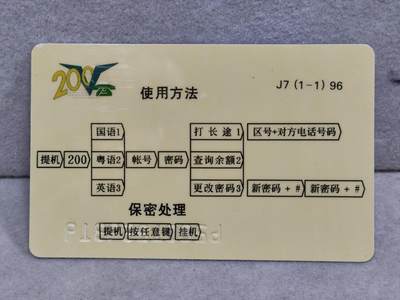 200
使用方法
J7 (1-1) 96
国语1 打长途1 区号+对方电话号码
提机 200 粤语2 帐号 密码 查询余额2
英语3 更改密码3 新密码 + # 新密码 + #
保密处理
提机 按任意键 挂机